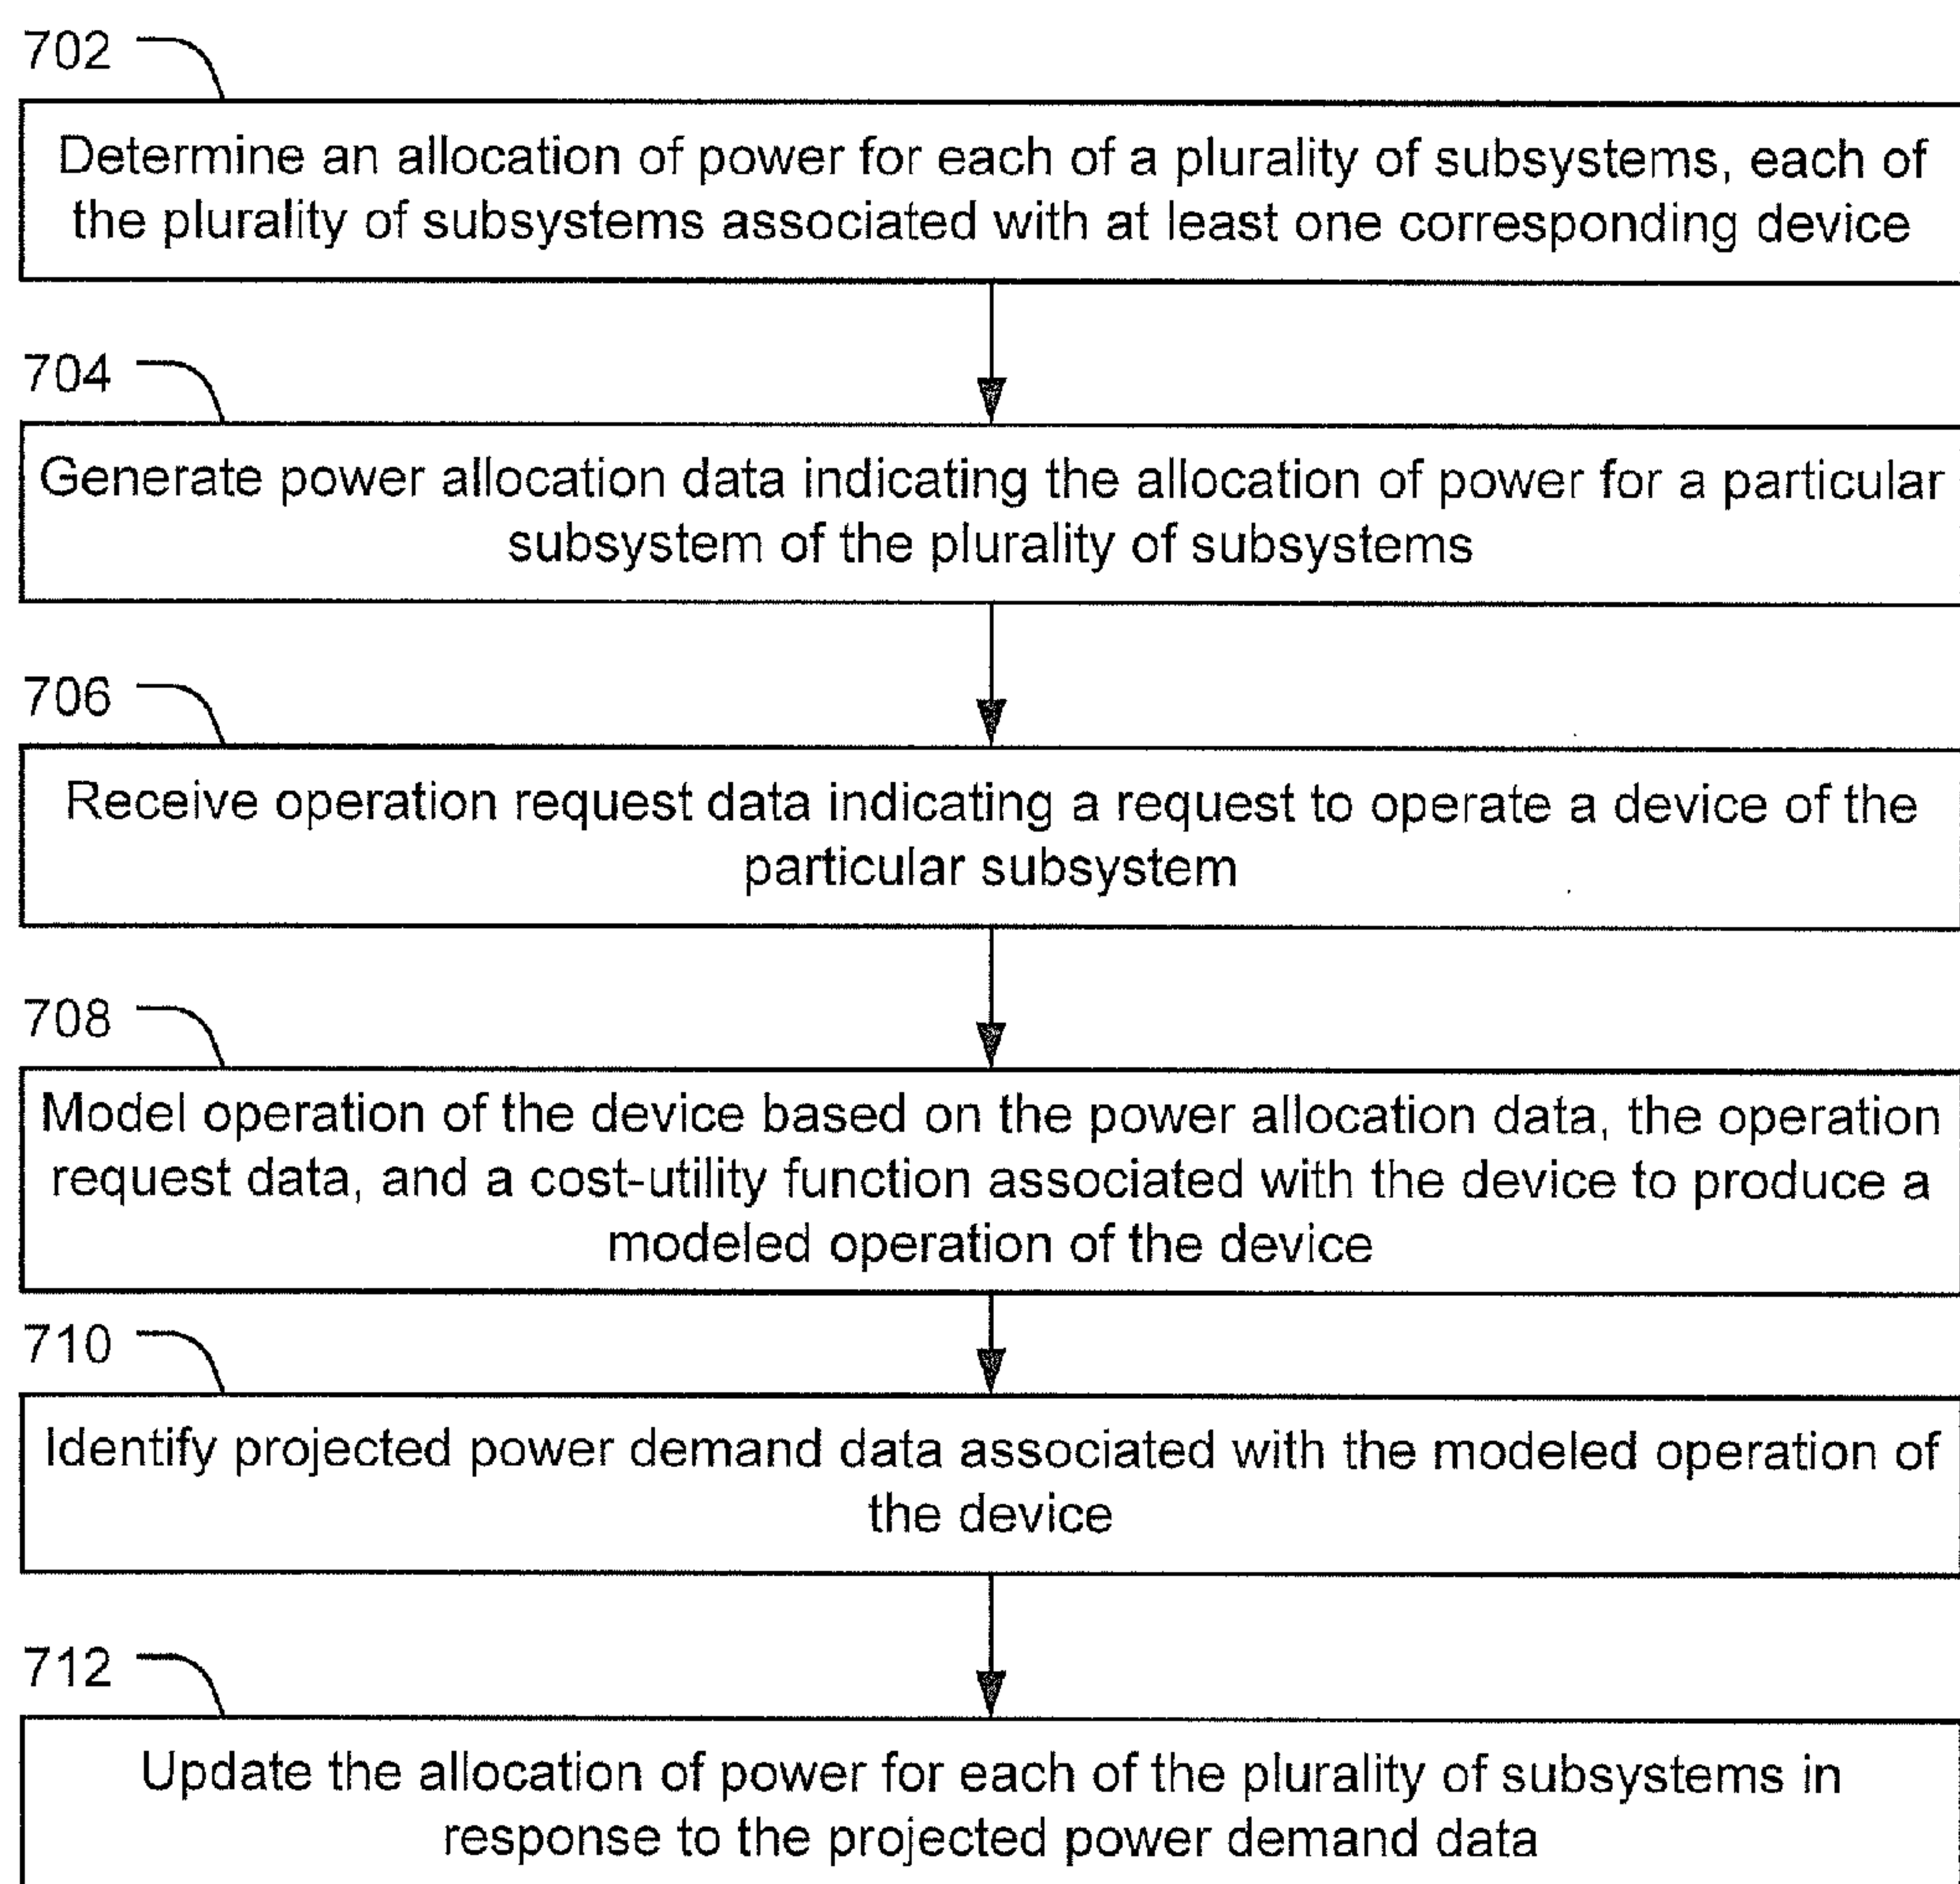 702
Determine an allocation of power for each of a plurality of subsystems, each of
the plurality of subsystems associated with at least one corresponding device
704
Generate power allocation data indicating the allocation of power for a particular
subsystem of the plurality of subsystems
706
Receive operation request data indicating a request to operate a device of the
particular subsystem
708
Model operation of the device based on the power allocation data, the operation
request data, and a cost-utility function associated with the device to produce a
modeled operation of the device
710
Identify projected power demand data associated with the modeled operation of
the device
712
Update the allocation of power for each of the plurality of subsystems in
response to the projected power demand data